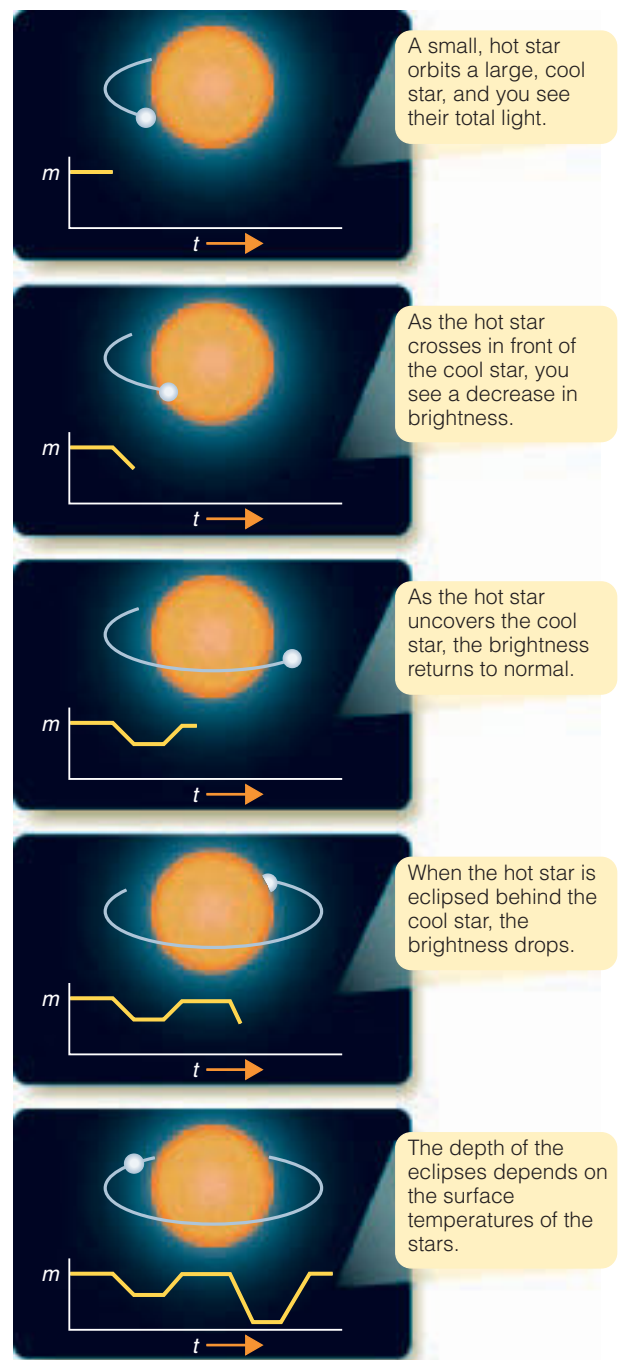 A small, hot star
orbits a large, cool
star, and you see
their total light.
m
t
As the hot star
crosses in front of
the cool star, you
see a decrease in
brightness.
m
t
As the hot star
uncovers the cool
star, the brightness
returns to normal.
m
t
When the hot star is
eclipsed behind the
cool star, the
brightness drops.
m
t
The depth of the
eclipses depends on
the surface
temperatures of the
stars.
m
t